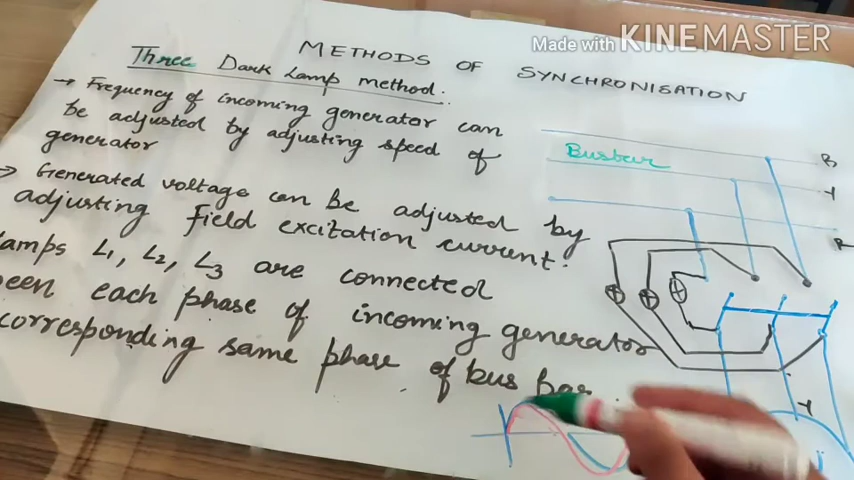 Made with KINEMASTER
METHODS OF SYNCHRONISATION
Three Dark Lamp method.
→ Frequency of incoming generator can
be adjusted by adjusting speed of
generator
→ Generated voltage can be adjusted by
adjusting field excitation current.
L1, L2, L3 are connected
each phase of incoming generator
corresponding same phase of bus bar.
Busbar
B
Y
R
Y